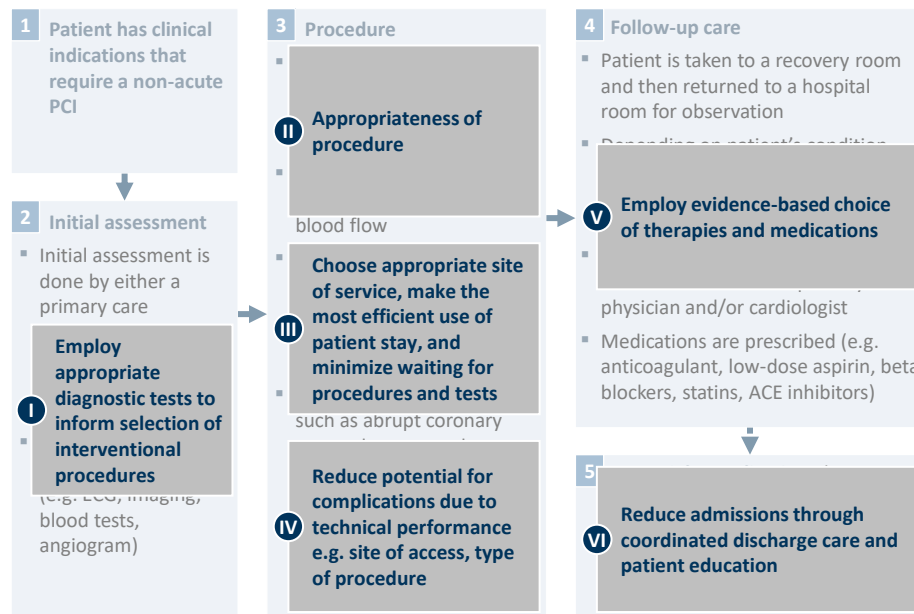 1
Patient has clinical
indications that
require a non-acute
PCI
2
Initial assessment
▪ Initial assessment is
done by either a
primary care
I
Employ
appropriate
diagnostic tests to
inform selection of
interventional
procedures
(e.g. ECG, imaging,
blood tests,
angiogram)
3
Procedure
II
Appropriateness of
procedure
blood flow
III
Choose appropriate site
of service, make the
most efficient use of
patient stay, and
minimize waiting for
procedures and tests
such as abrupt coronary
IV
Reduce potential for
complications due to
technical performance
e.g. site of access, type
of procedure
4
Follow-up care
▪ Patient is taken to a recovery room
and then returned to a hospital
room for observation
▪ Depending on patient's condition
V
Employ evidence-based choice
of therapies and medications
physician and/or cardiologist
▪ Medications are prescribed (e.g.
anticoagulant, low-dose aspirin, beta
blockers, statins, ACE inhibitors)
5
VI
Reduce admissions through
coordinated discharge care and
patient education